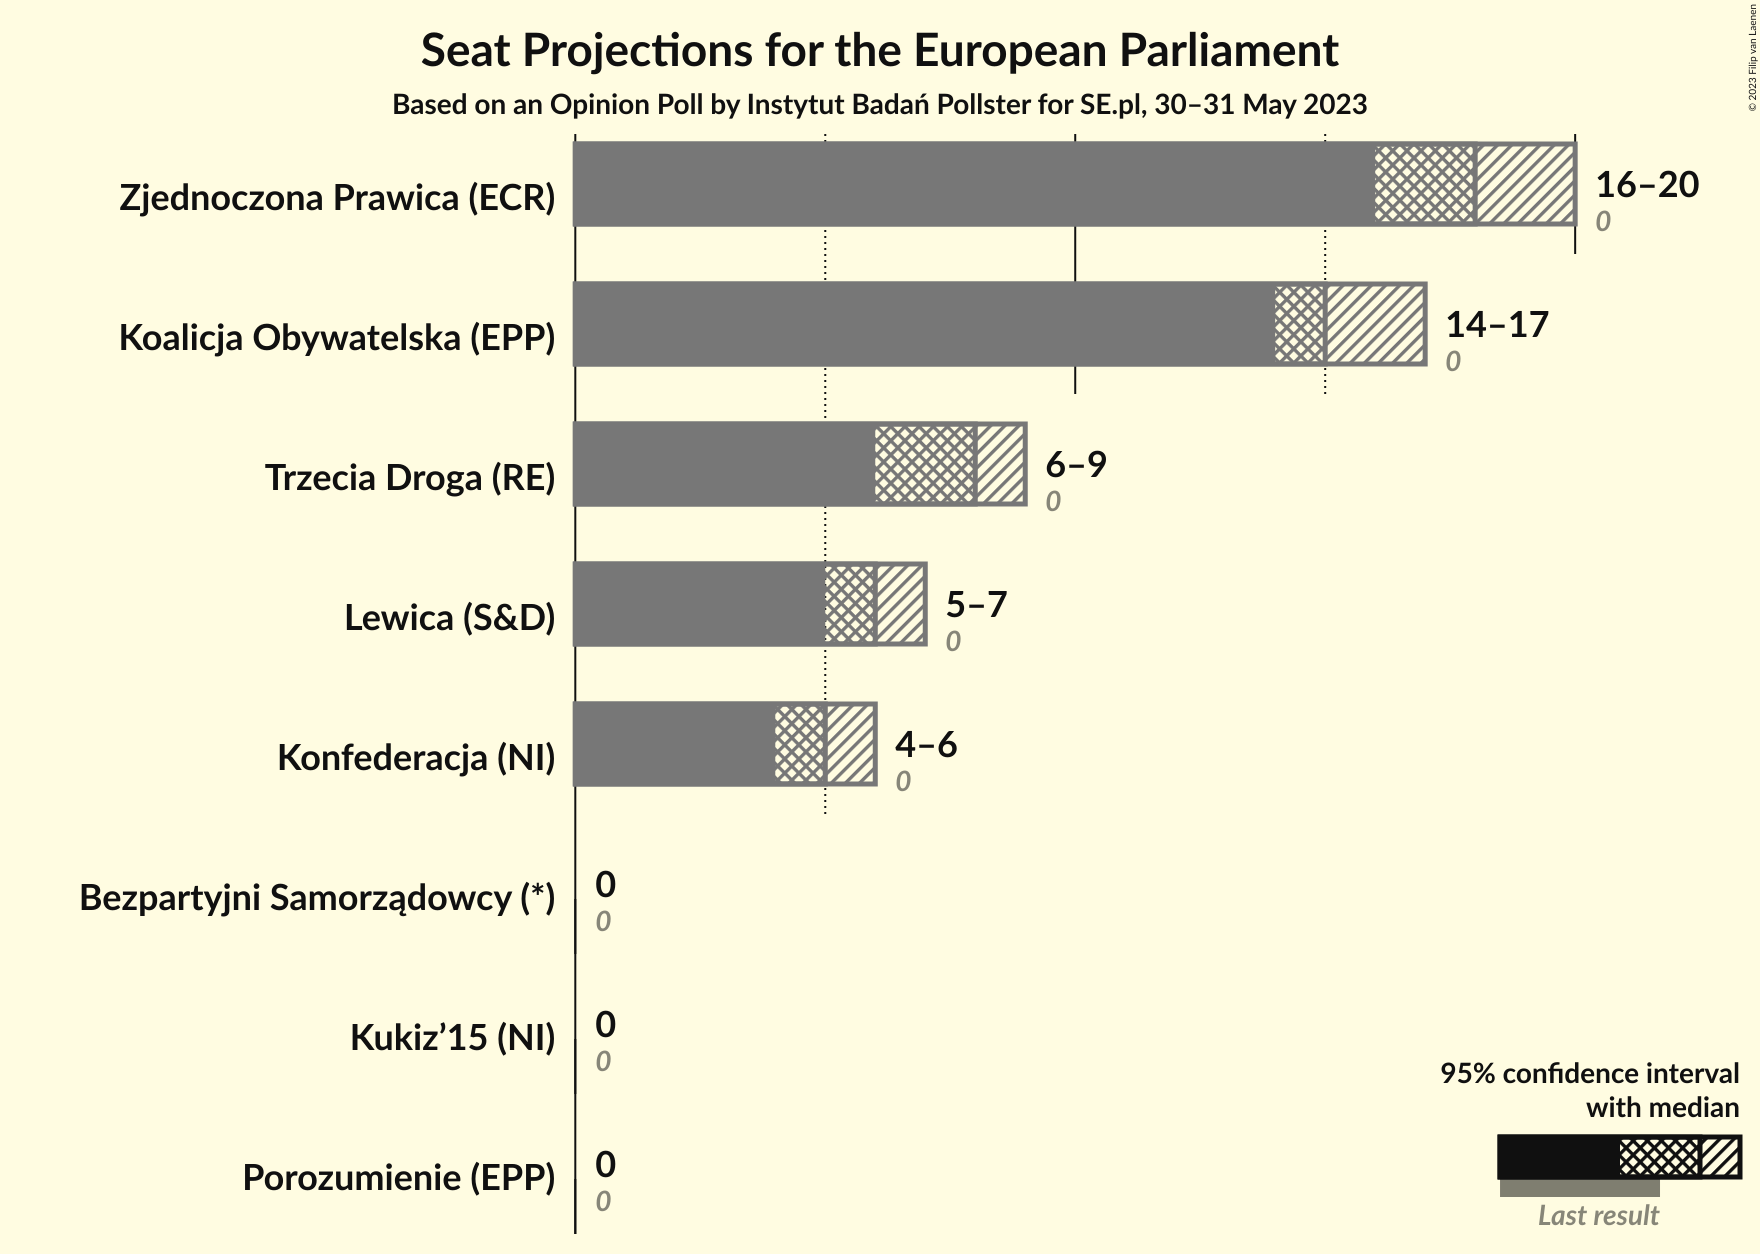 Seat Projections for the European Parliament
Based on an Opinion Poll by Instytut Badań Pollster for SE.pl, 30–31 May 2023
© 2023 Filip van Laenen
Zjednoczona Prawica (ECR)
16–20
0
Koalicja Obywatelska (EPP)
14–17
0
Trzecia Droga (RE)
6–9
0
Lewica (S&D)
5–7
0
Konfederacja (NI)
4–6
0
Bezpartyjni Samorządowcy (*)
0
0
Kukiz’15 (NI)
0
0
Porozumienie (EPP)
0
0
95% confidence interval
with median
Last result